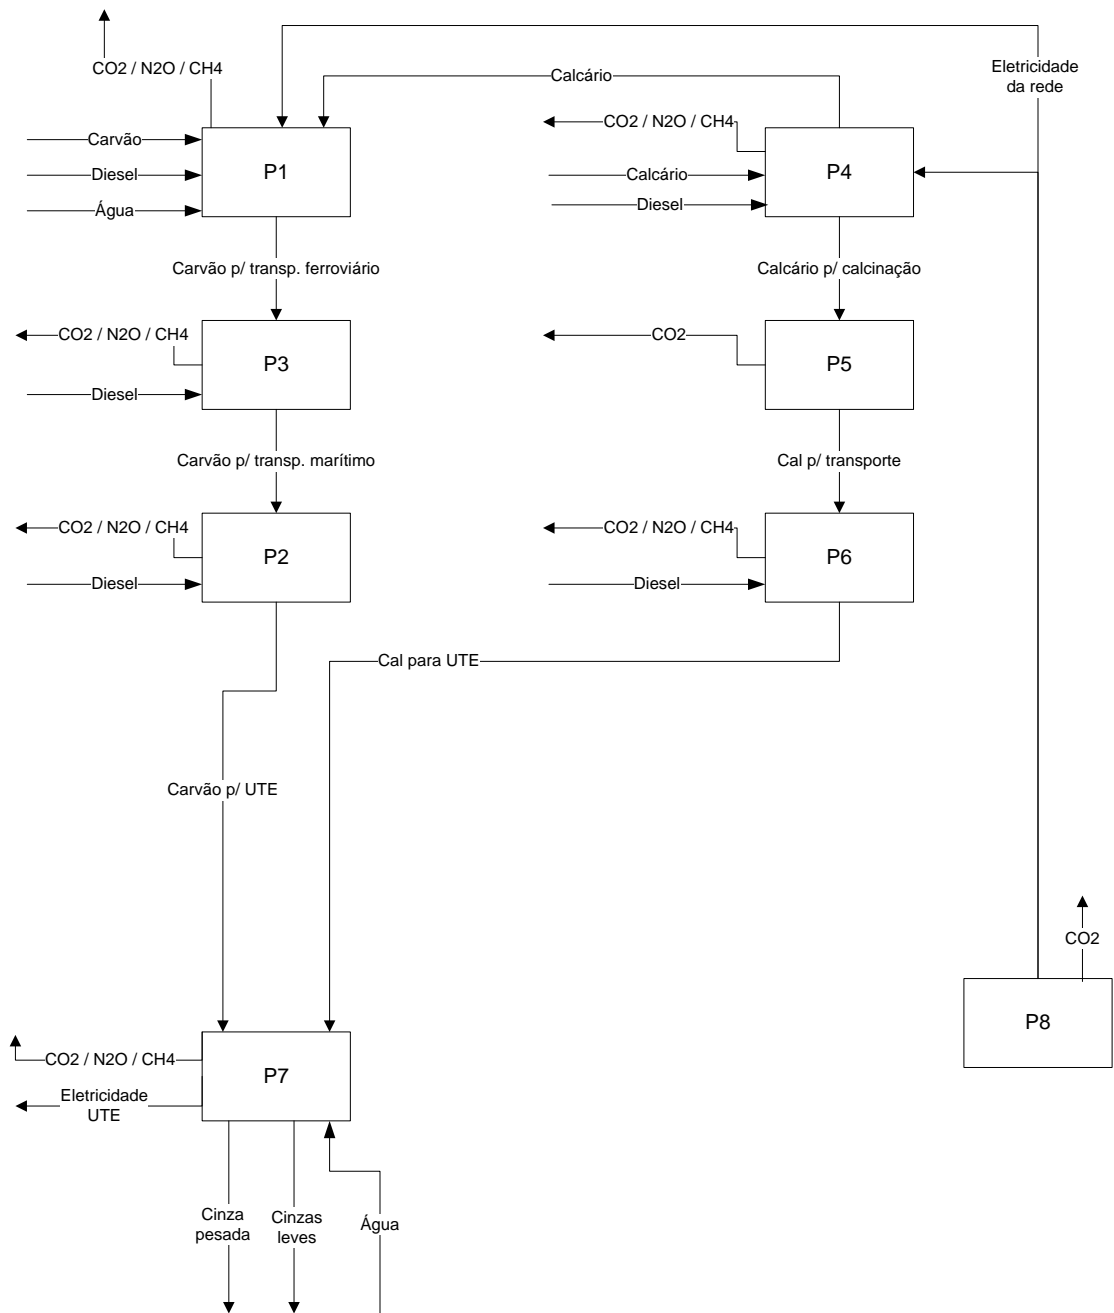 CO2 / N2O / CH4
Calcário
Eletricidade
da rede
Carvão
Diesel
Água
P1
CO2 / N2O / CH4
Calcário
Diesel
P4
Carvão p/ transp. ferroviário
Calcário p/ calcinação
CO2 / N2O / CH4
Diesel
P3
CO2
P5
Carvão p/ transp. marítimo
Cal p/ transporte
CO2 / N2O / CH4
Diesel
P2
CO2 / N2O / CH4
Diesel
P6
Cal para UTE
Carvão p/ UTE
CO2
P8
CO2 / N2O / CH4
Eletricidade
UTE
P7
Cinza
pesada
Cinzas
leves
Água